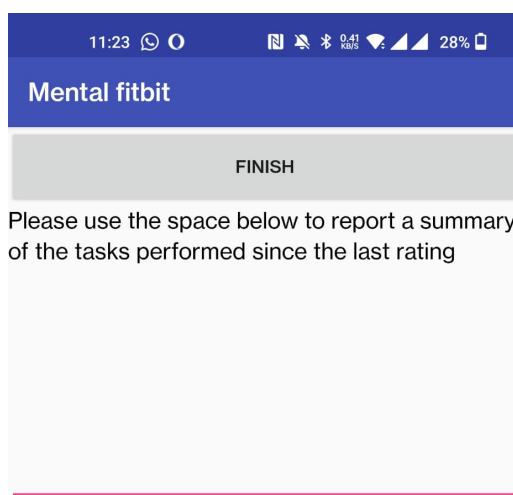 11:23
0.41
KB/S
28%
Mental fitbit
FINISH
Please use the space below to report a summary
of the tasks performed since the last rating